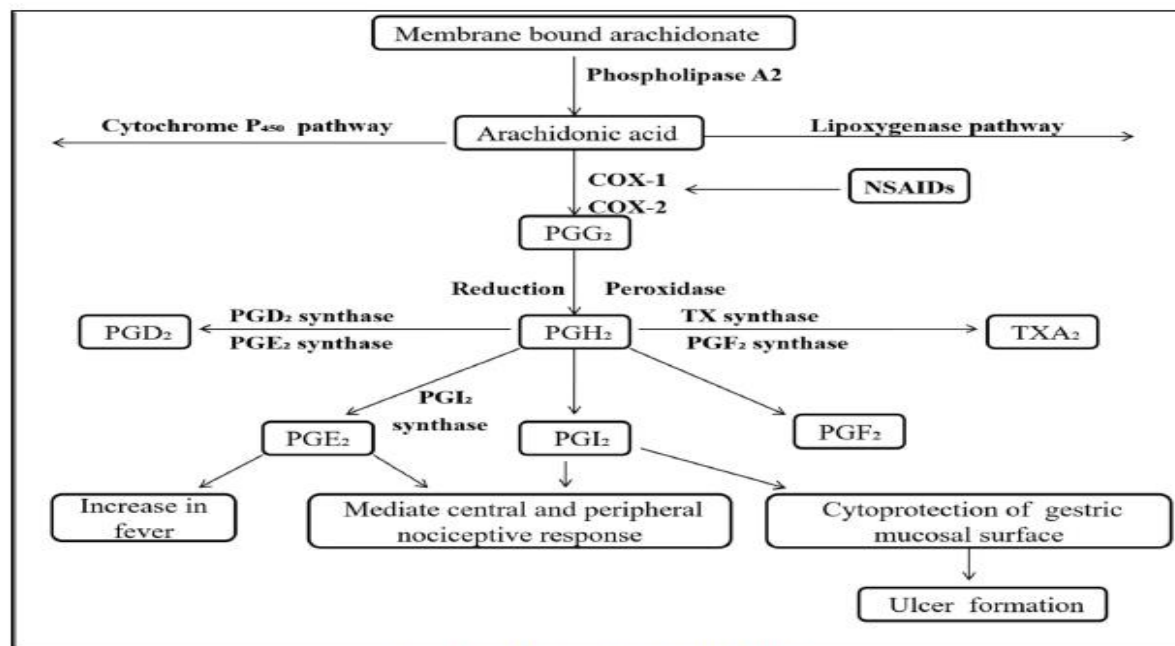 Membrane bound arachidonate
Phospholipase A2
Cytochrome P₄₅₀ pathway
Arachidonic acid
Lipoxygenase pathway
COX-1
COX-2
NSAIDs
PGG₂
Reduction Peroxidase
PGD₂
PGD₂ synthase
PGE₂ synthase
PGH₂
TX synthase
PGF₂ synthase
TXA₂
PGI₂
synthase
PGE₂
PGI₂
PGF₂
Increase in
fever
Mediate central and peripheral
nociceptive response
Cytoprotection of gestric
mucosal surface
Ulcer formation